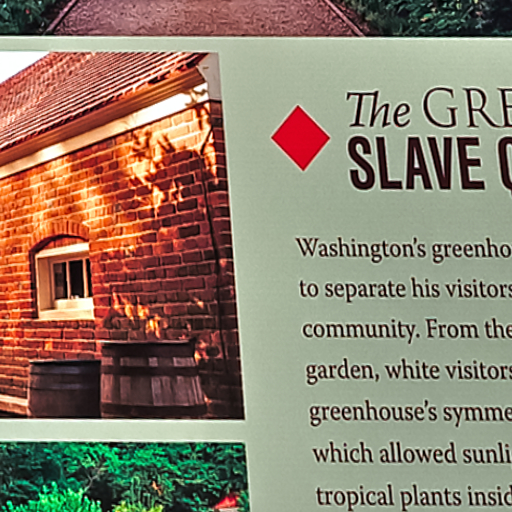 The GRE
SLAVE Q
Washington's greenho
to separate his visitors
community. From the
garden, white visitors
greenhouse's symme
which allowed sunli
tropical plants insid